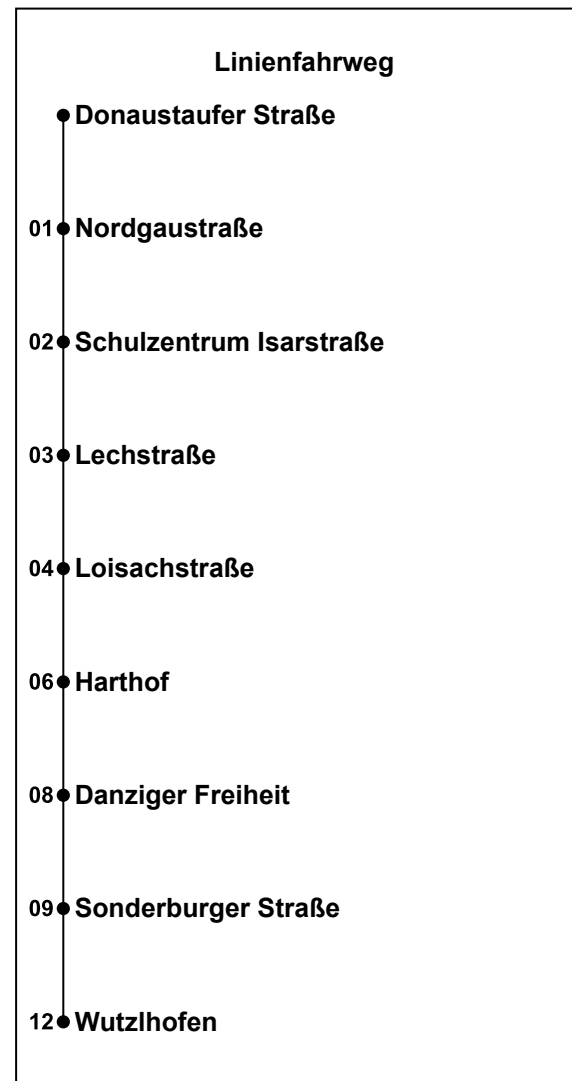 Linienfahrweg
Donaustaufer Straße
01 Nordgaustraße
02 Schulzentrum Isarstraße
03 Lechstraße
04 Loisachstraße
06 Harthof
08 Danziger Freiheit
09 Sonderburger Straße
12 Wutzlhofen